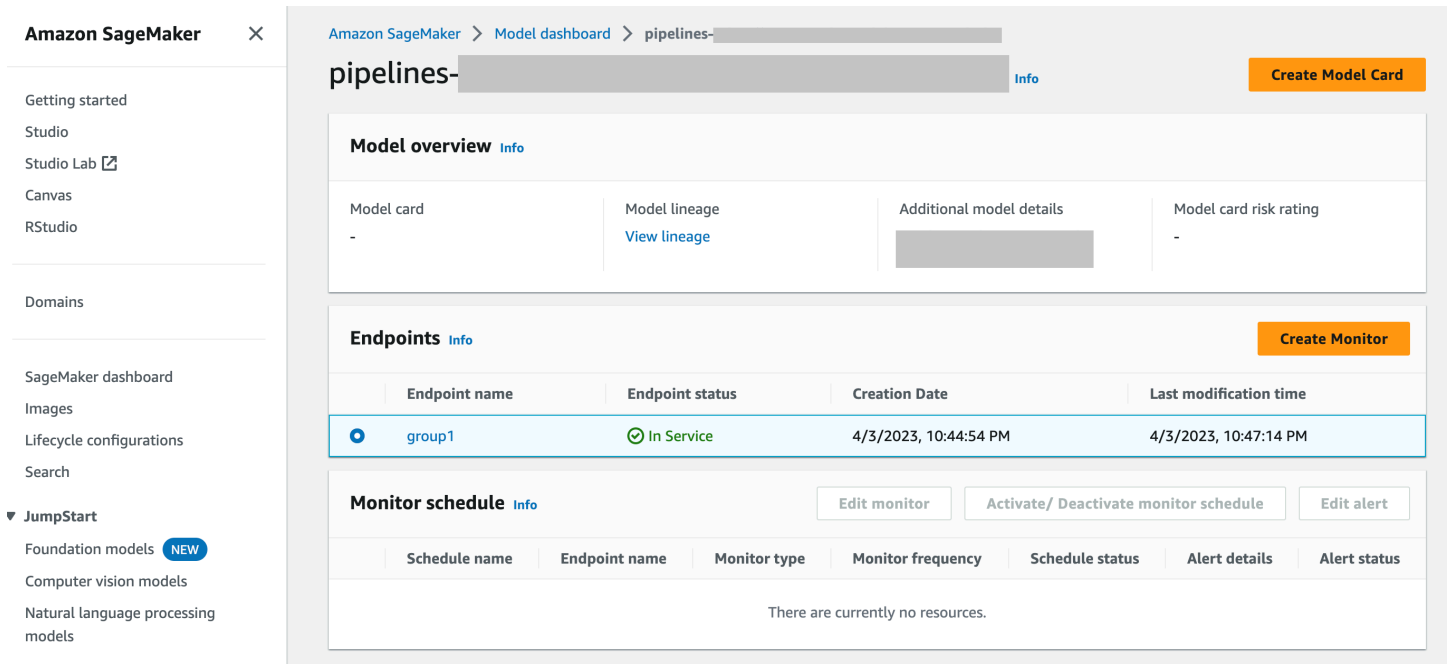 Amazon SageMaker
Getting started
Studio
Studio Lab
Canvas
RStudio
Domains
SageMaker dashboard
Images
Lifecycle configurations
Search
JumpStart
Foundation models NEW
Computer vision models
Natural language processing
models
Amazon SageMaker Model dashboard pipelines-
pipelines- Info
Create Model Card
Model overview Info
Model card Model lineage Additional model details Model card risk rating
- View lineage -
Endpoints Info Create Monitor
Endpoint name Endpoint status Creation Date Last modification time
group1 In Service 4/3/2023, 10:44:54 PM 4/3/2023, 10:47:14 PM
Monitor schedule Info Edit monitor Activate/ Deactivate monitor schedule Edit alert
Schedule name Endpoint name Monitor type Monitor frequency Schedule status Alert details Alert status
There are currently no resources.